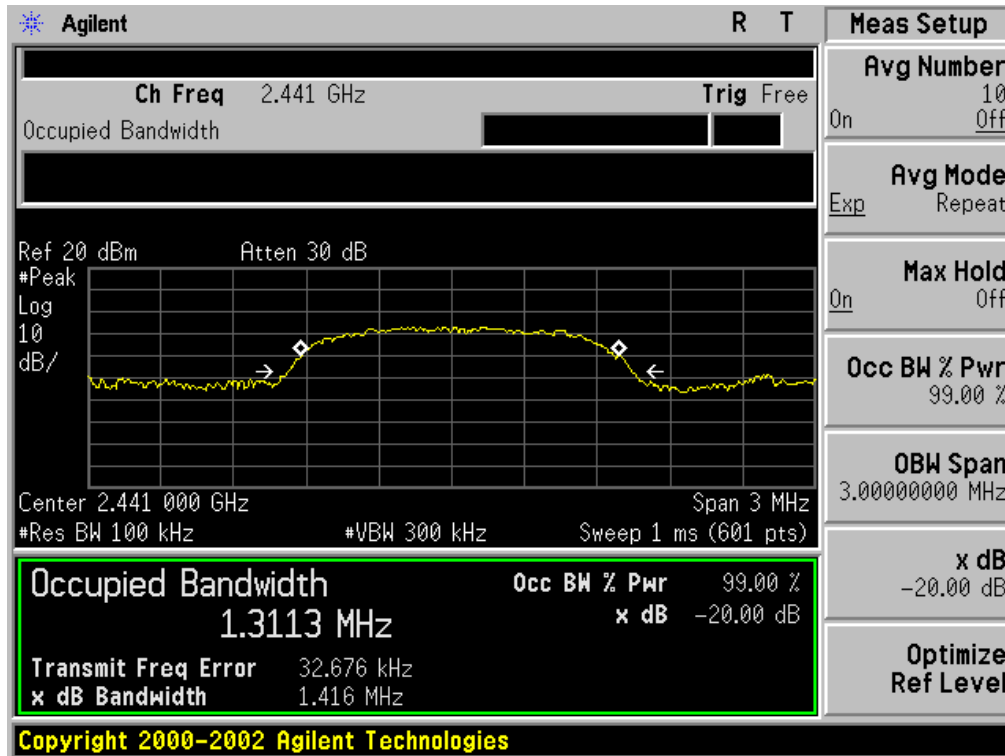 Agilent R T
Ch Freq 2.441 GHz Trig Free
Occupied Bandwidth
Ref 20 dBm Atten 30 dB
#Peak
Log
10
dB/
Center 2.441 000 GHz Span 3 MHz
#Res BW 100 kHz #VBW 300 kHz Sweep 1 ms (601 pts)
Occupied Bandwidth Occ BW % Pwr 99.00 %
1.3113 MHz x dB -20.00 dB
Transmit Freq Error 32.676 kHz
x dB Bandwidth 1.416 MHz
Meas Setup
Avg Number
10
On Off
Avg Mode
Exp Repeat
Max Hold
On Off
Occ BW % Pwr
99.00 %
OBW Span
3.00000000 MHz
x dB
-20.00 dB
Optimize
Ref Level
Copyright 2000-2002 Agilent Technologies